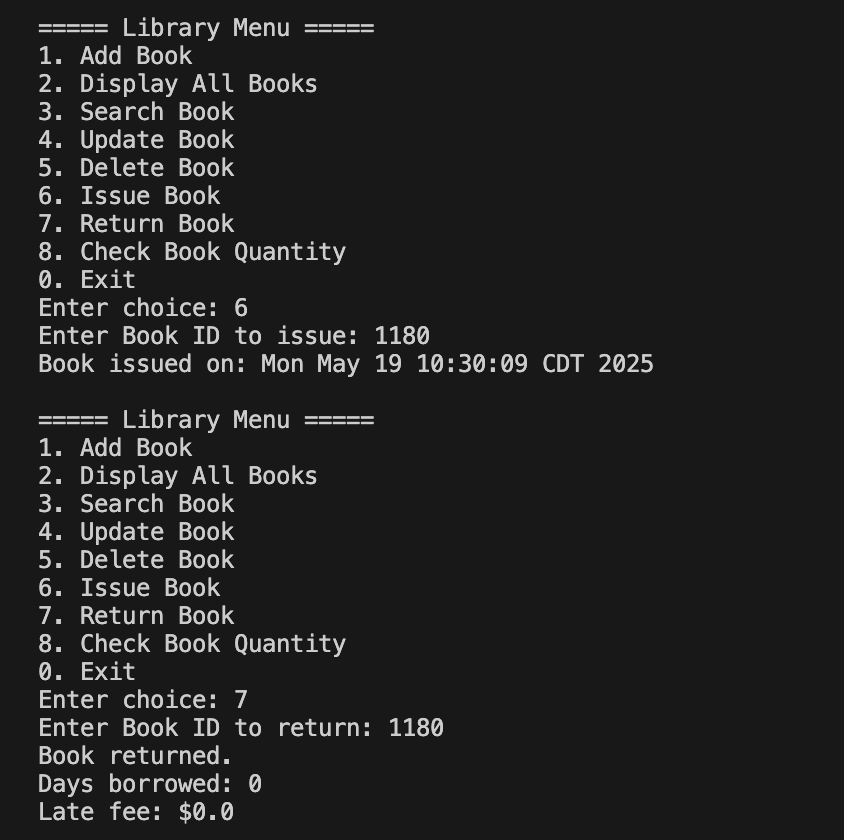 ===== Library Menu =====
1. Add Book
2. Display All Books
3. Search Book
4. Update Book
5. Delete Book
6. Issue Book
7. Return Book
8. Check Book Quantity
0. Exit
Enter choice: 6
Enter Book ID to issue: 1180
Book issued on: Mon May 19 10:30:09 CDT 2025

===== Library Menu =====
1. Add Book
2. Display All Books
3. Search Book
4. Update Book
5. Delete Book
6. Issue Book
7. Return Book
8. Check Book Quantity
0. Exit
Enter choice: 7
Enter Book ID to return: 1180
Book returned.
Days borrowed: 0
Late fee: $0.0